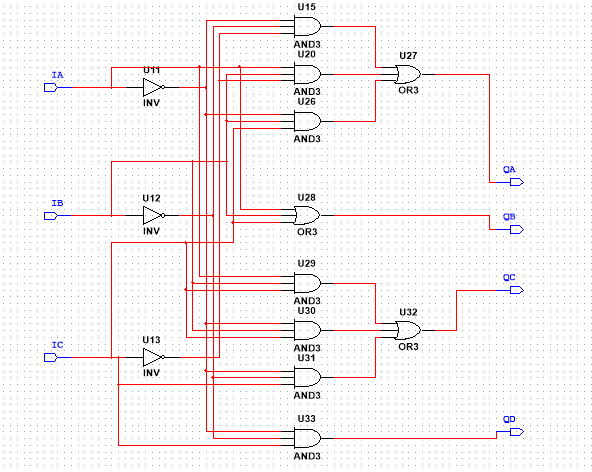 U15
AND3
U20
U27
IA
U11
AND3
OR3
INV
U26
AND3
QA
U28
IB
U12
QB
INV
OR3
U29
QC
AND3
U30
U32
IC
U13
AND3
OR3
INV
U31
AND3
U33
QD
AND3